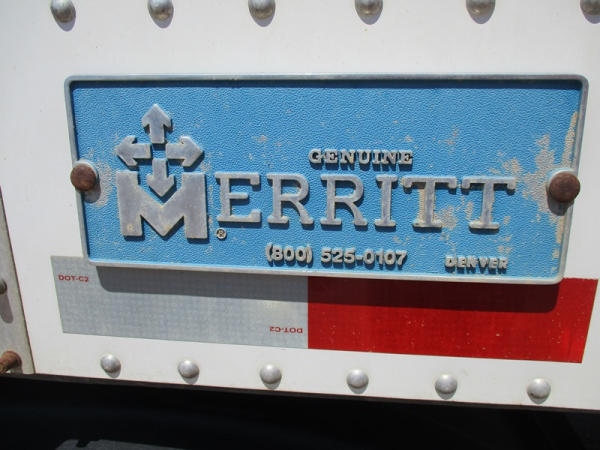 GENUINE
MERRITT®
(800) 525-0107 DENVER
DOT-C2
DOT-C2